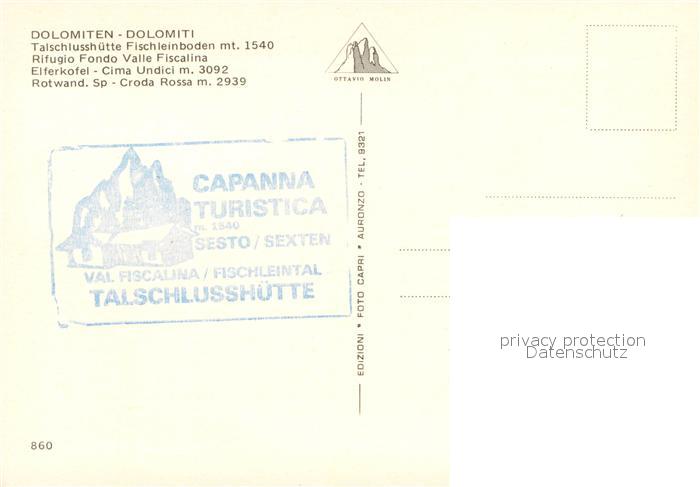 DOLOMITEN - DOLOMITI
Talschlusshütte Fischleinboden mt. 1540
Rifugio Fondo Valle Fiscalina
Elferkofel - Cima Undici m. 3092
Rotwand. Sp - Croda Rossa m. 2939
OTTAVIO MOLIN
CAPANNA
TURISTICA
m. 1540
SESTO / SEXTEN
VAL FISCALINA / FISCHLEINTAL
TALSCHLUSSHÜTTE
EDIZIONI * FOTO CAPRI * AURONZO - TEL. 9321
privacy protection
Datenschutz
860